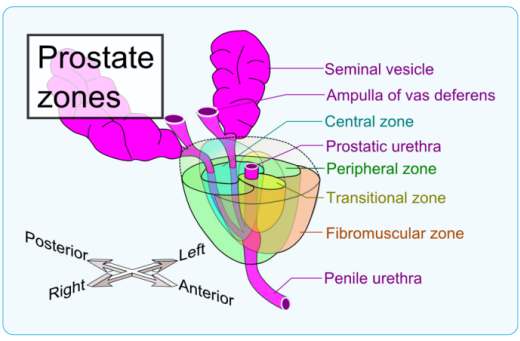 Prostate
zones
Seminal vesicle
Ampulla of vas deferens
Central zone
Prostatic urethra
Peripheral zone
Transitional zone
Fibromuscular zone
Penile urethra
Posterior
Left
Right
Anterior